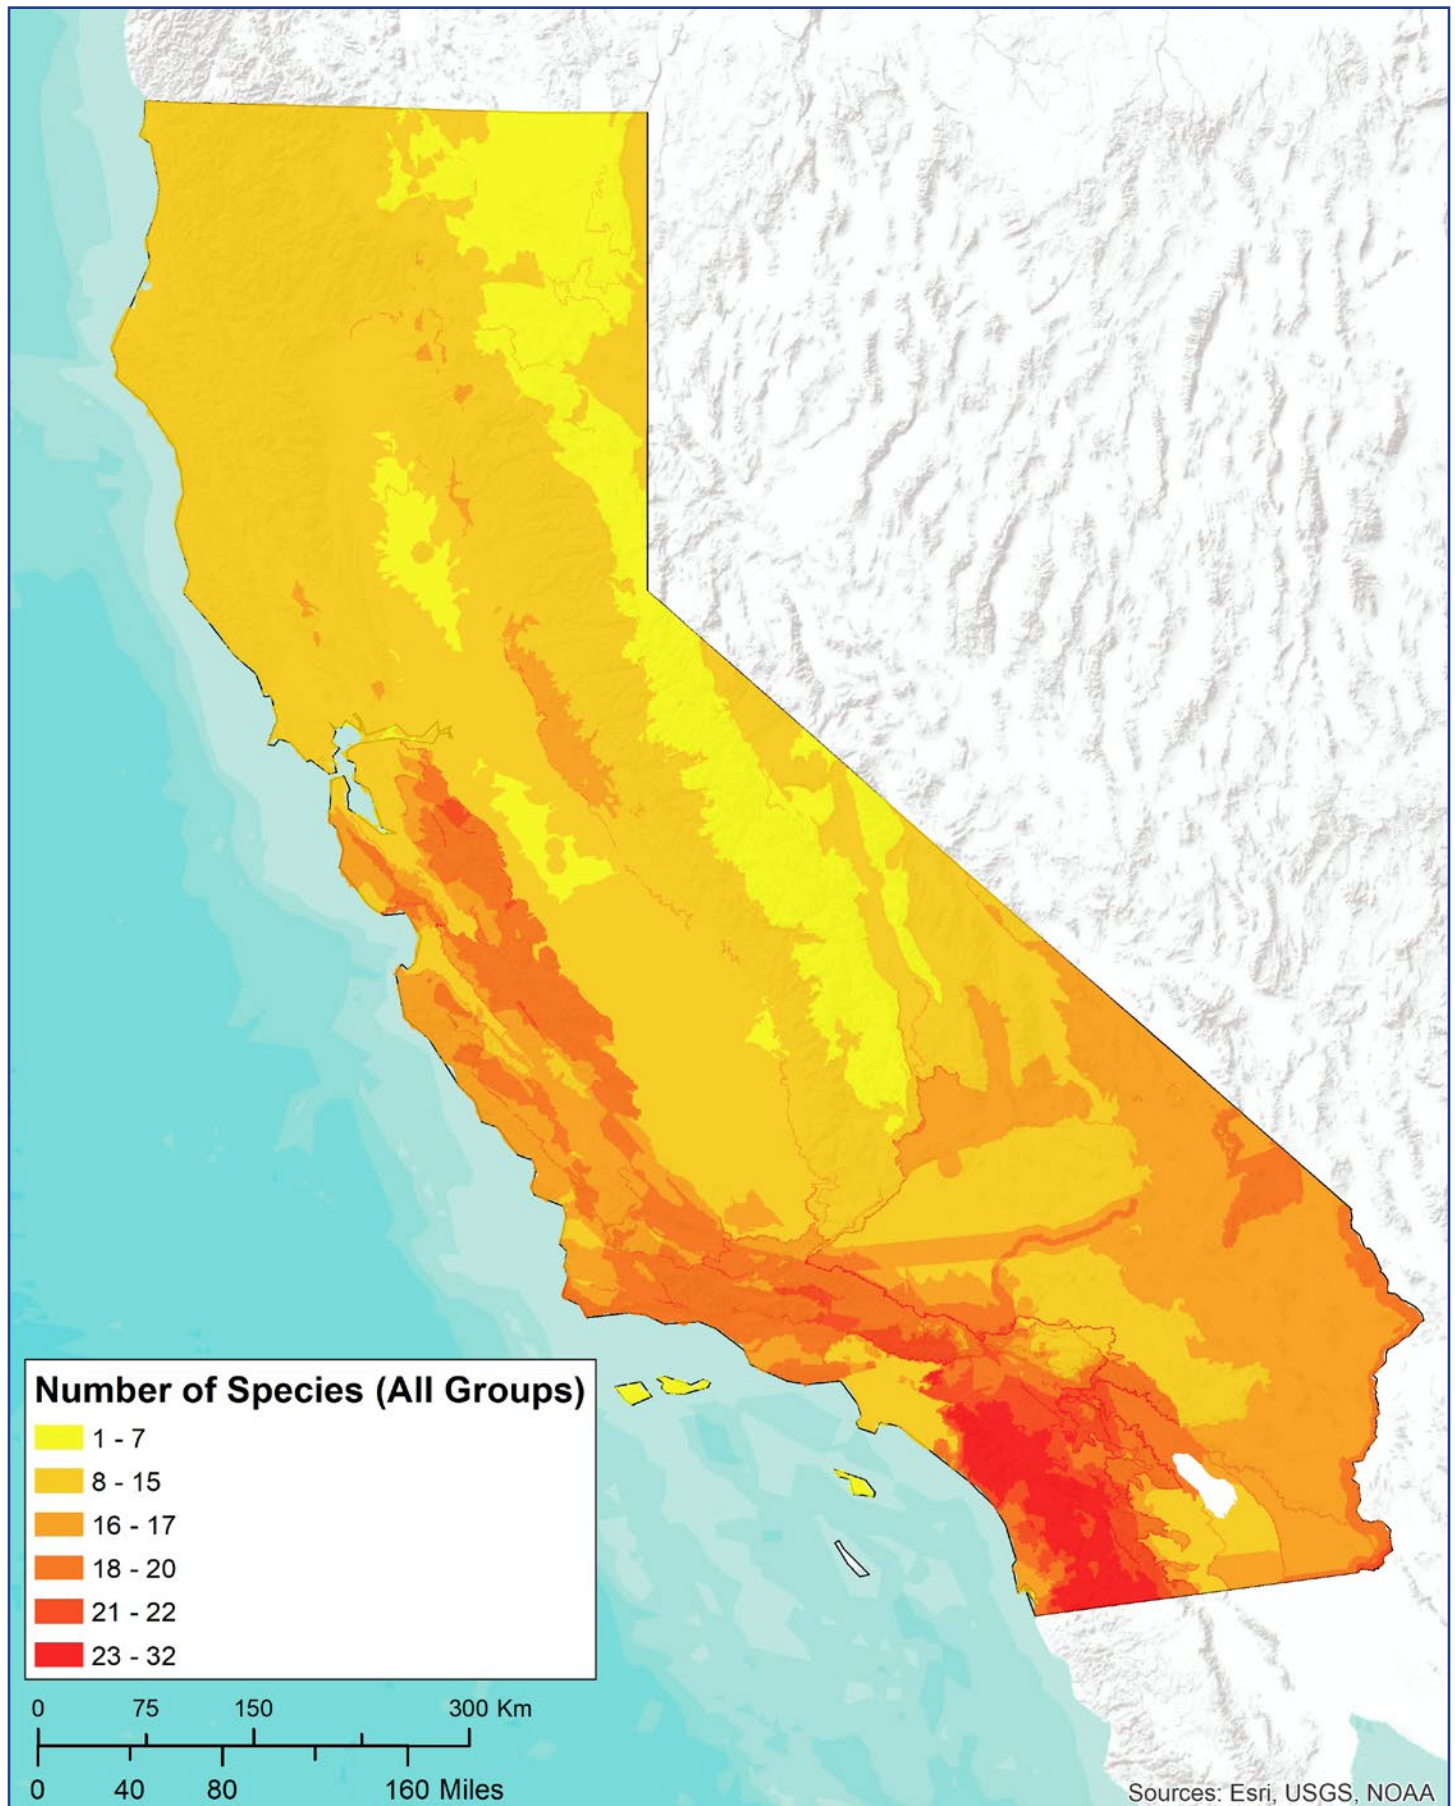 Number of Species (All Groups)
1 - 7
8 - 15
16 - 17
18 - 20
21 - 22
23 - 32
0 75 150 300 Km
0 40 80 160 Miles
Sources: Esri, USGS, NOAA